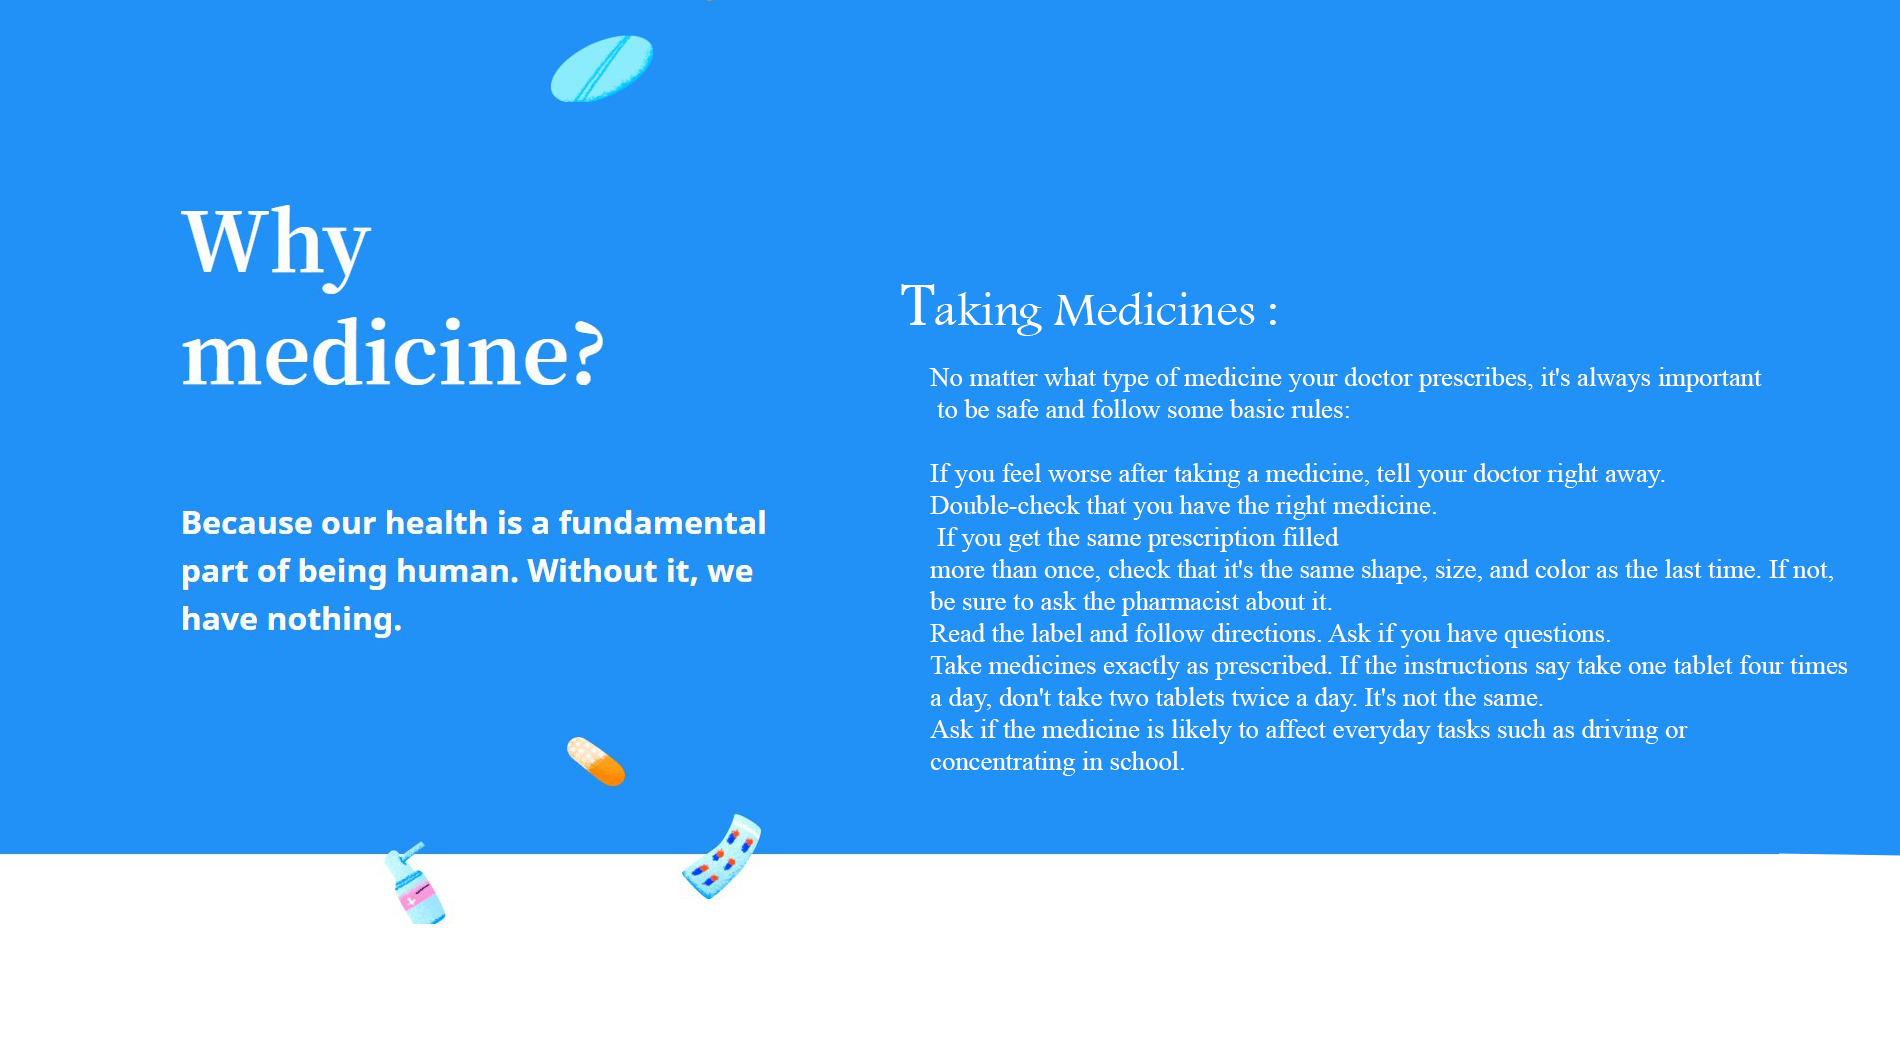 Why
medicine?
Because our health is a fundamental
part of being human. Without it, we
have nothing.
Taking Medicines :
No matter what type of medicine your doctor prescribes, it's always important
to be safe and follow some basic rules:
If you feel worse after taking a medicine, tell your doctor right away.
Double-check that you have the right medicine.
If you get the same prescription filled
more than once, check that it's the same shape, size, and color as the last time. If not,
be sure to ask the pharmacist about it.
Read the label and follow directions. Ask if you have questions.
Take medicines exactly as prescribed. If the instructions say take one tablet four times
a day, don't take two tablets twice a day. It's not the same.
Ask if the medicine is likely to affect everyday tasks such as driving or
concentrating in school.